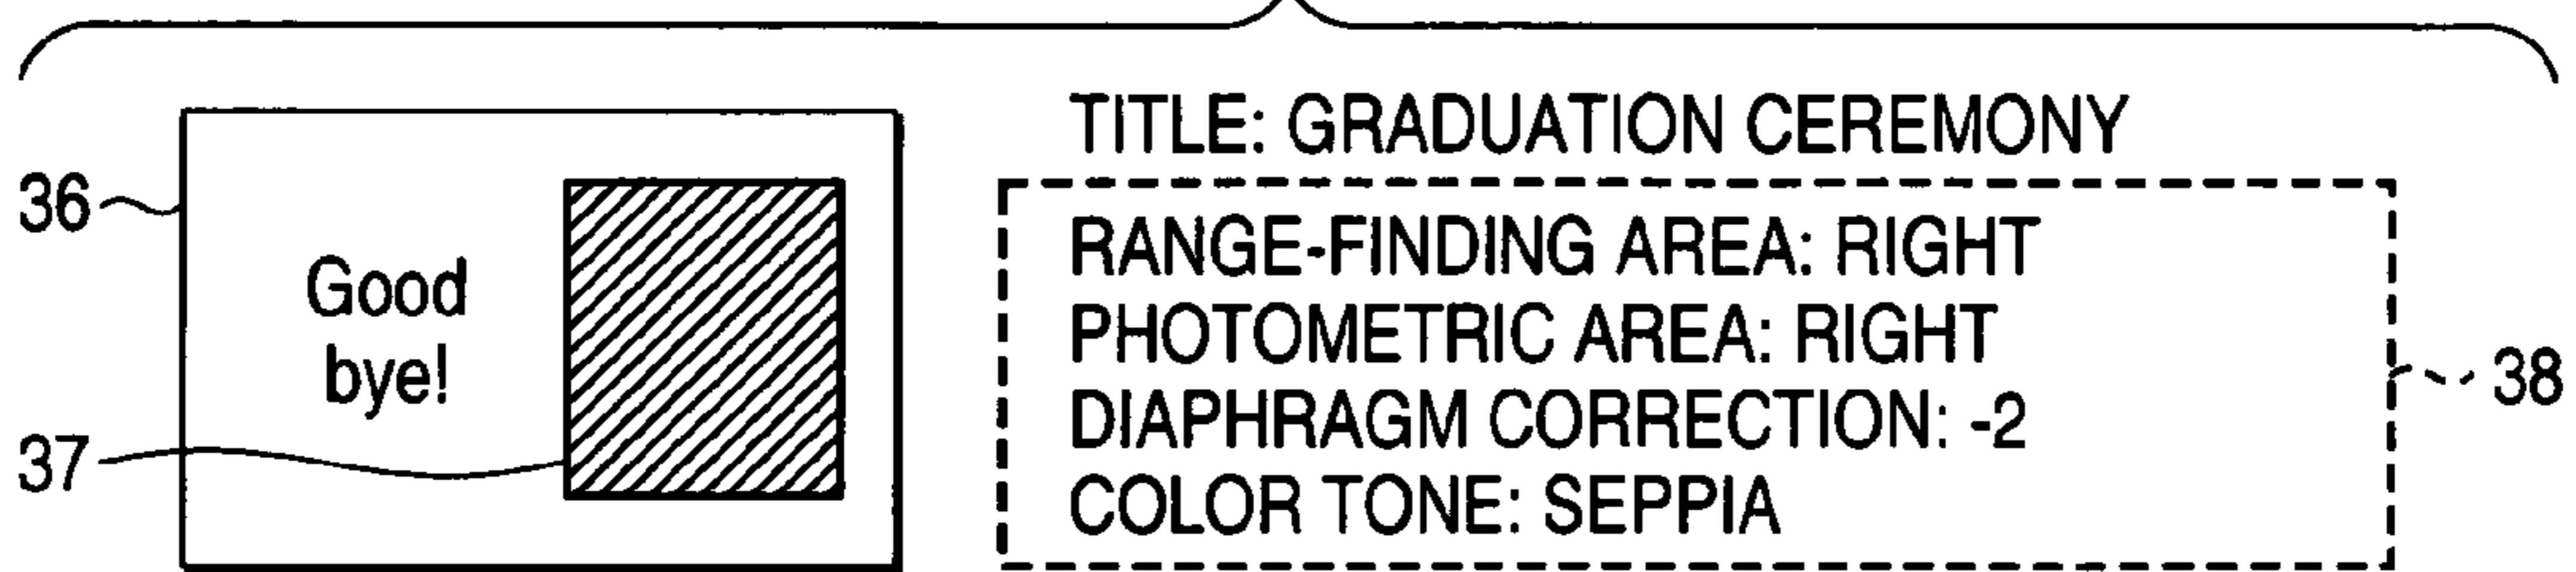 36
Good
bye!
37
TITLE: GRADUATION CEREMONY
RANGE-FINDING AREA: RIGHT
PHOTOMETRIC AREA: RIGHT
DIAPHRAGM CORRECTION: -2
COLOR TONE: SEPPIA
38